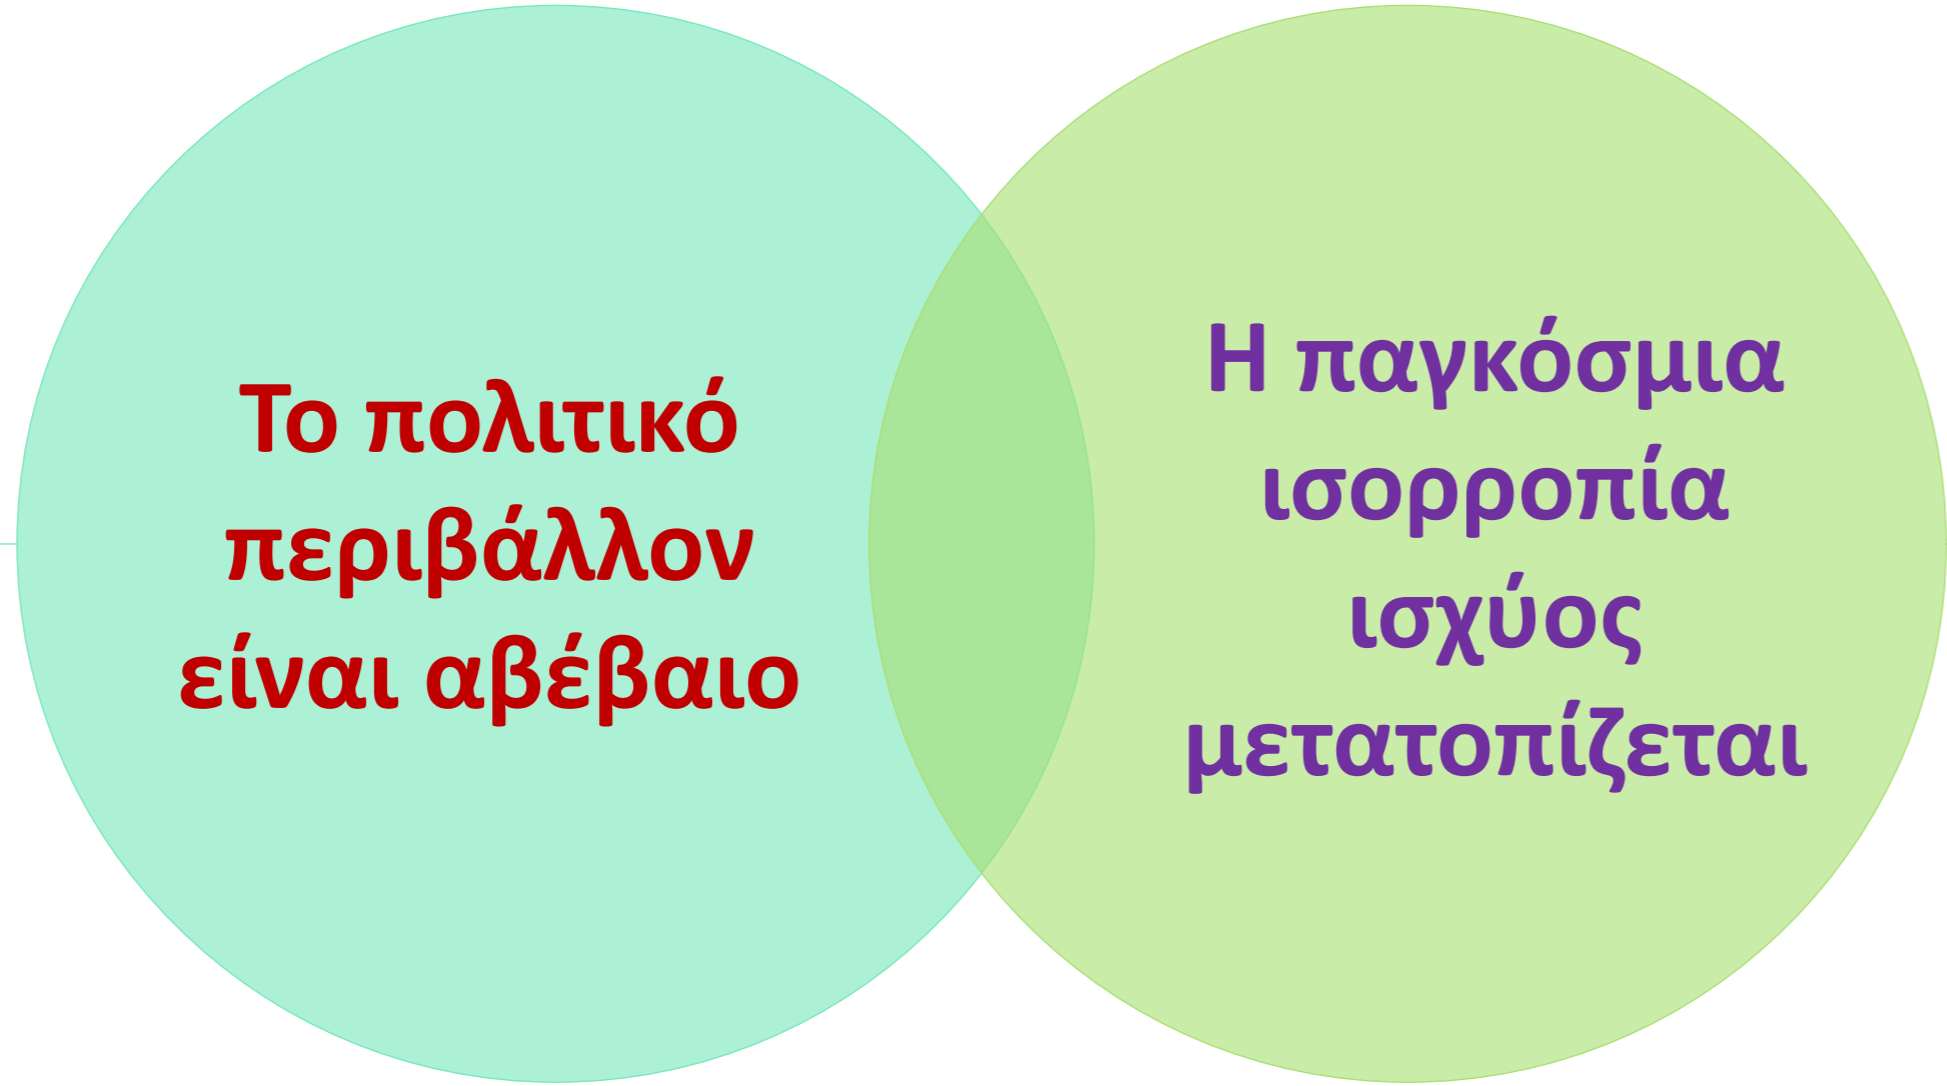 Το πολιτικό
περιβάλλον
είναι αβέβαιο
Η παγκόσμια
ισορροπία
ισχύος
μετατοπίζεται